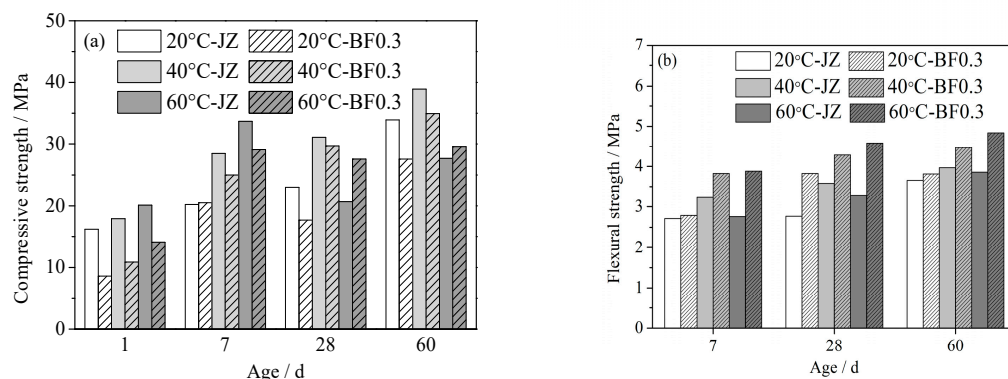 (a)
20°C-JZ 20°C-BF0.3
40°C-JZ 40°C-BF0.3
60°C-JZ 60°C-BF0.3
Compressive strength / MPa
50
40
30
20
10
0
1 7 28 60
Age / d
(b)
20°C-JZ 20°C-BF0.3
40°C-JZ 40°C-BF0.3
60°C-JZ 60°C-BF0.3
Flexural strength / MPa
7
6
5
4
3
2
1
0
7 28 60
Age / d